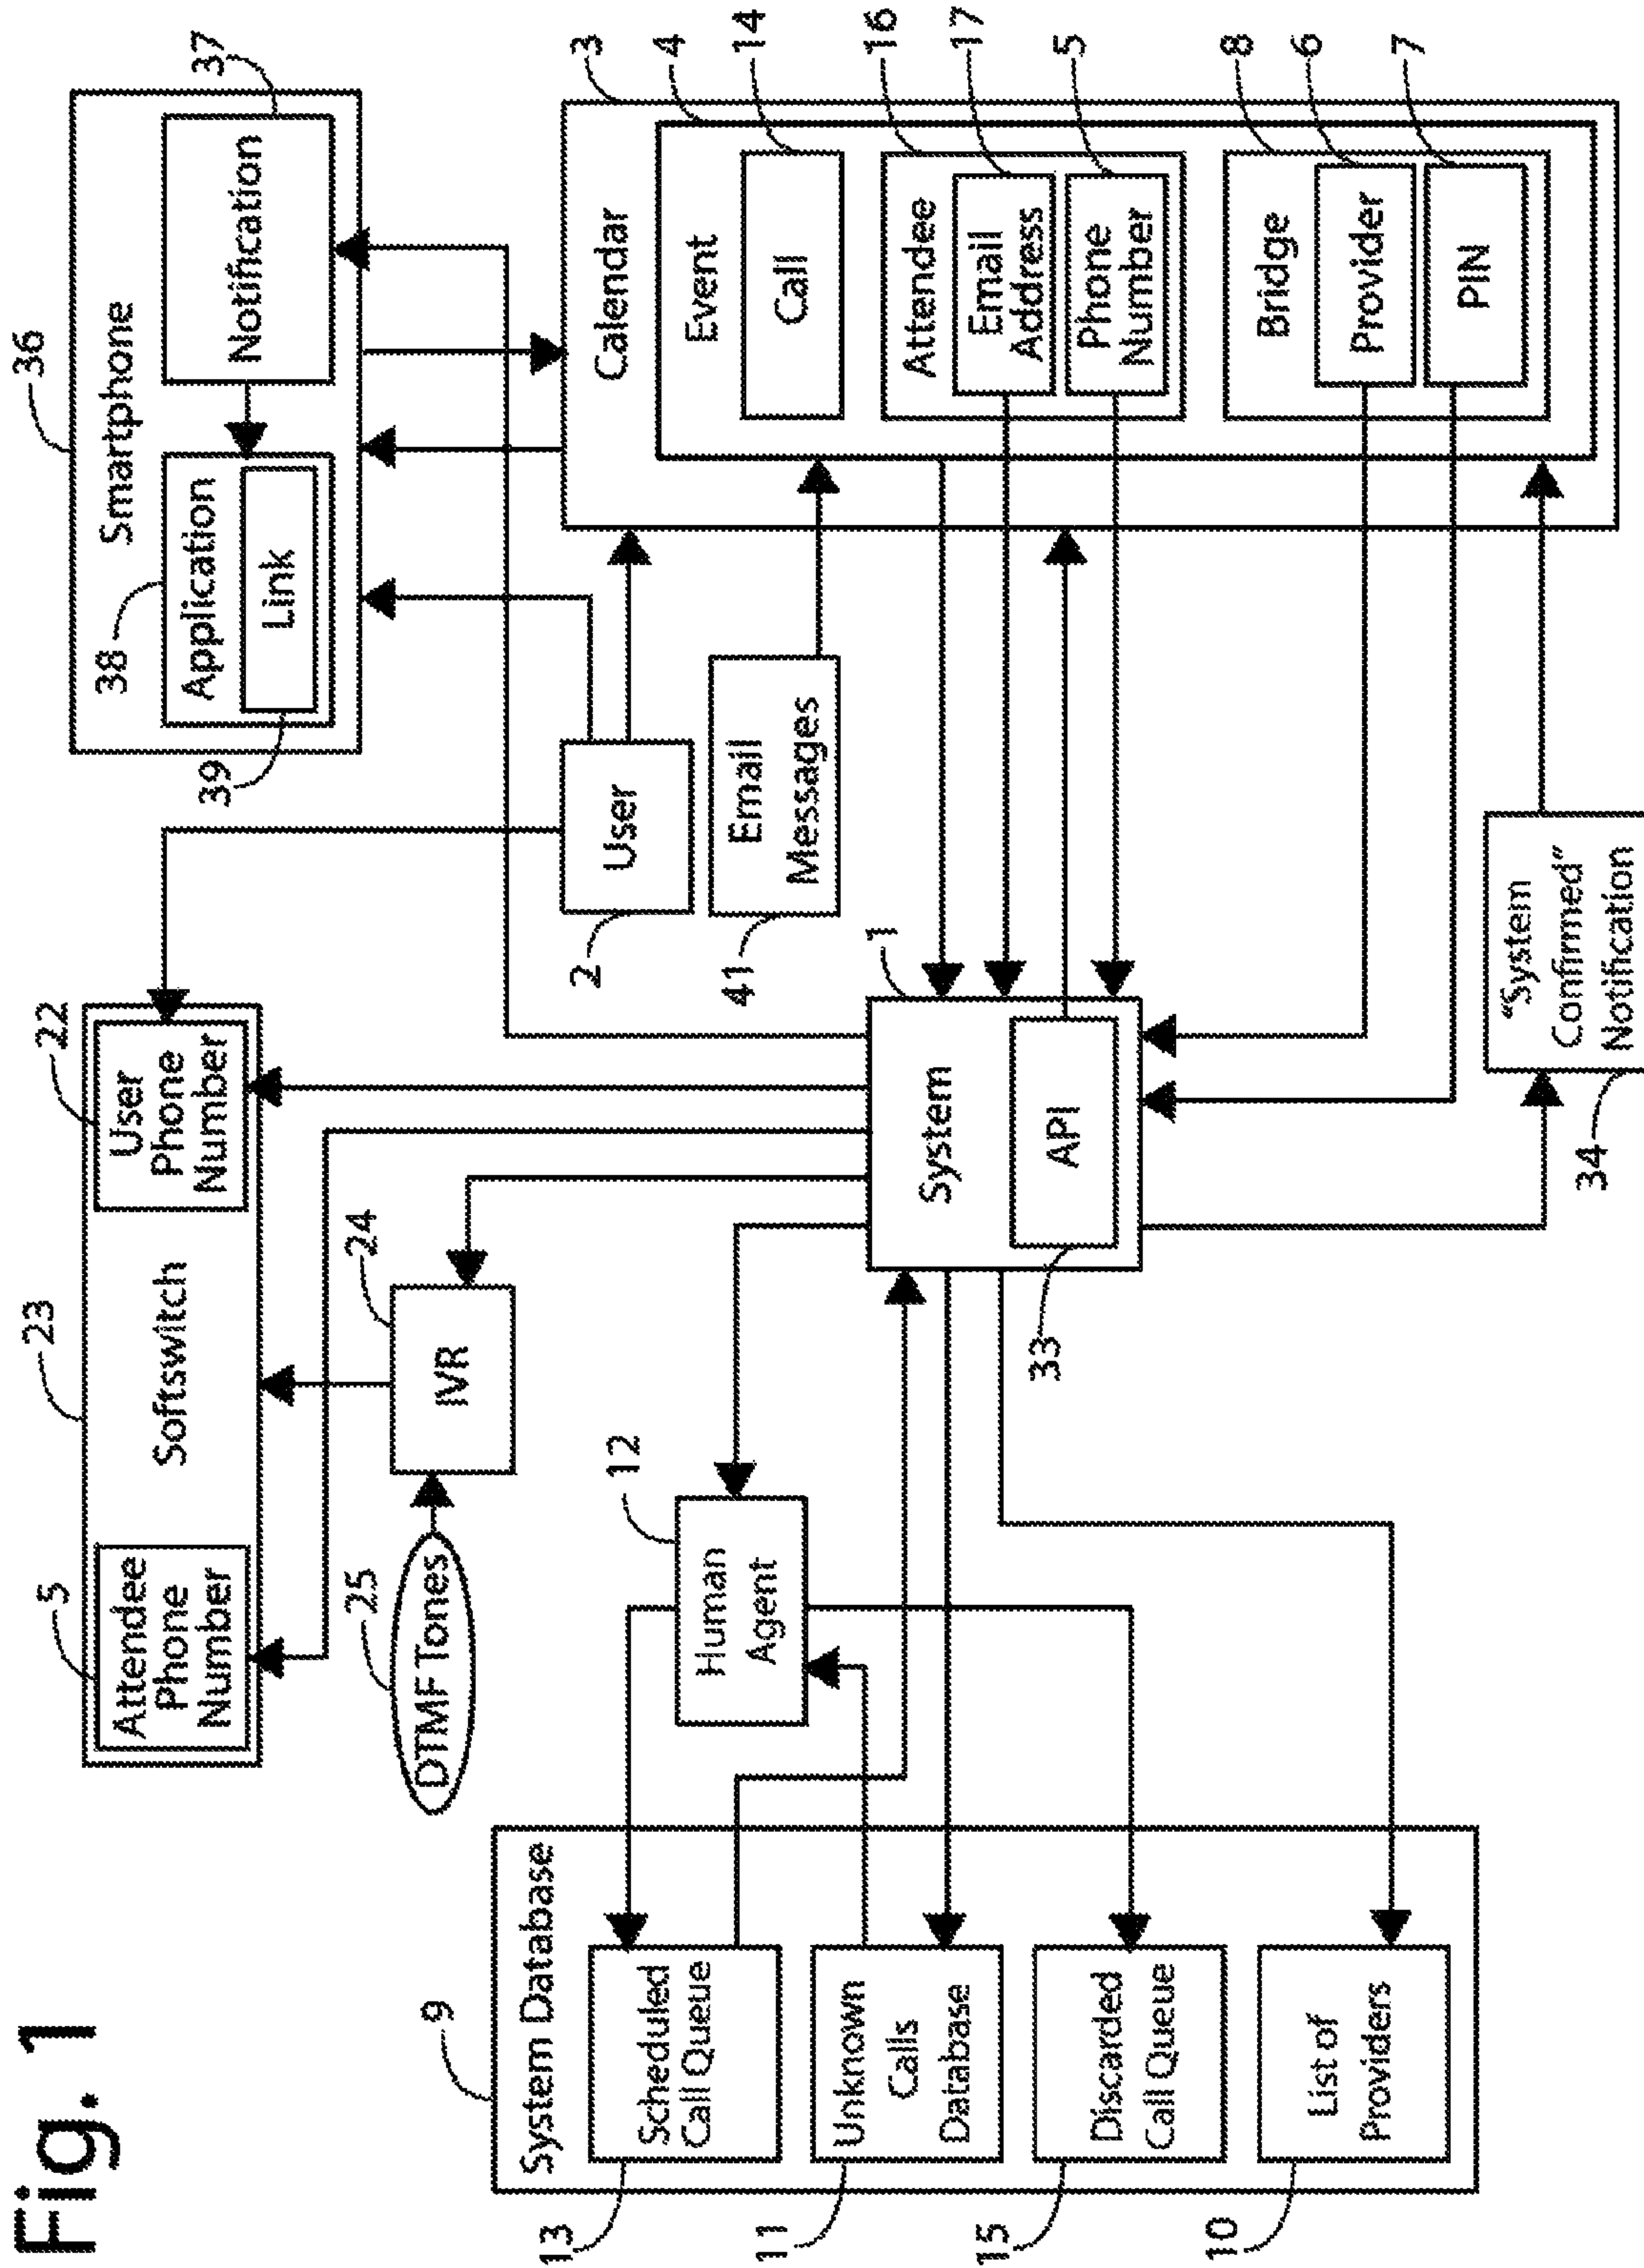 Fig. 1
23
5
Attendee
Phone
Number
Softswitch
22
User
Phone
Number
36
Smartphone
38
Application
Link
39
Notification
37
25
DTMF Tones
24
IVR
2
User
41
Email
Messages
3
Calendar
4
Event
14
Call
16
Attendee
17
Email
Address
5
Phone
Number
8
Bridge
6
Provider
7
PIN
12
Human
Agent
1
System
API
33
9
System Database
13
Scheduled
Call Queue
11
Unknown
Calls
Database
15
Discarded
Call Queue
10
List of
Providers
34
“System
Confirmed”
Notification